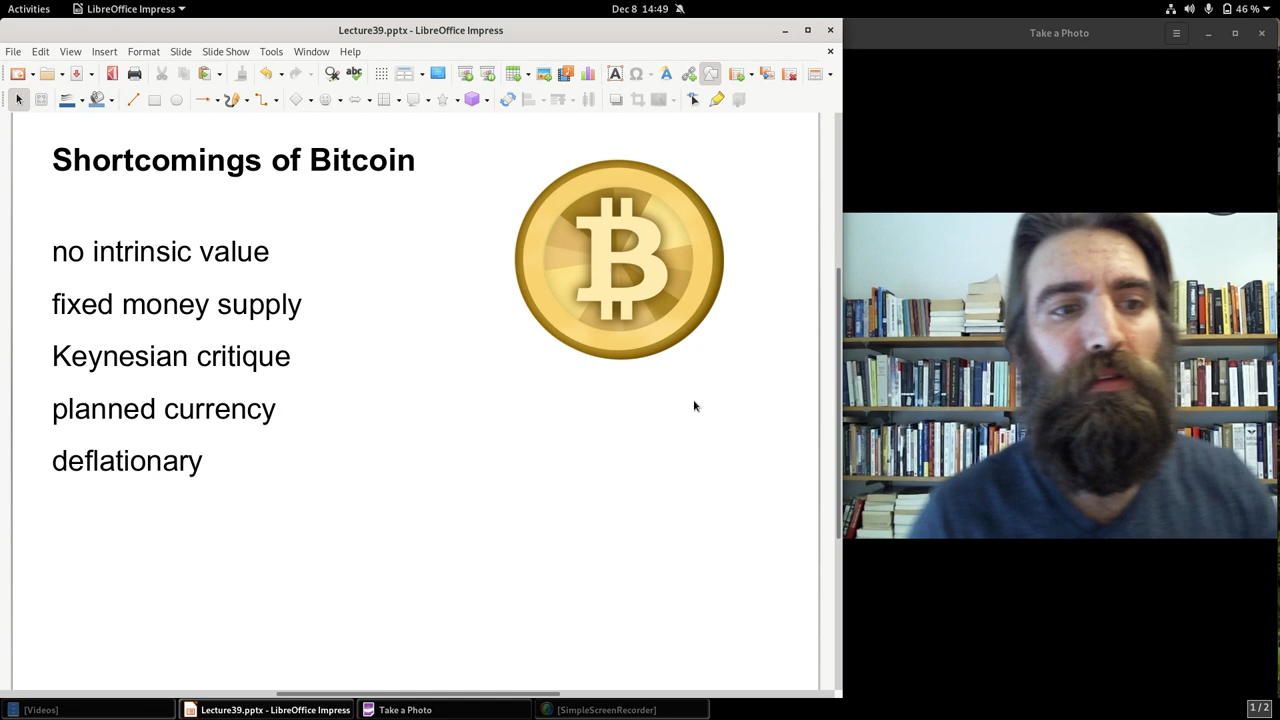 Activities
LibreOffice Impress
Dec 8 14:49
46 %
Lecture39.pptx - LibreOffice Impress
Take a Photo
File Edit View Insert Format Slide Slide Show Tools Window Help
Shortcomings of Bitcoin
no intrinsic value
fixed money supply
Keynesian critique
planned currency
deflationary
[Videos]
Lecture39.pptx - LibreOffice Impress
Take a Photo
[SimpleScreenRecorder]
1 / 2